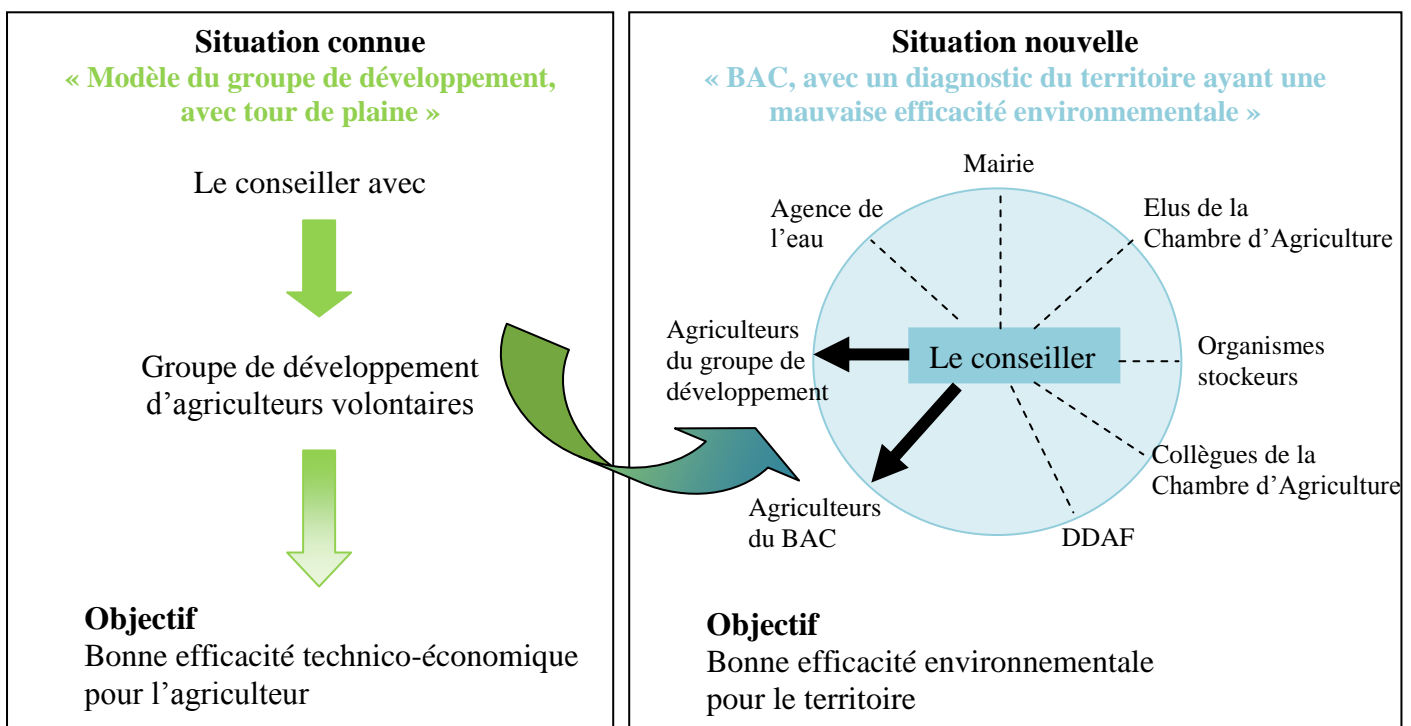 Situation connue
« Modèle du groupe de développement,
avec tour de plaine »
Le conseiller avec
Groupe de développement
d’agriculteurs volontaires
Objectif
Bonne efficacité technico-économique
pour l’agriculteur
Situation nouvelle
« BAC, avec un diagnostic du territoire ayant une
mauvaise efficacité environnementale »
Mairie
Agence de
l’eau
Elus de la
Chambre d’Agriculture
Agriculteurs
du groupe de
développement
Le conseiller
Organismes
stockeurs
Collègues de la
Chambre d’Agriculture
Agriculteurs
du BAC
DDAF
Objectif
Bonne efficacité environnementale
pour le territoire